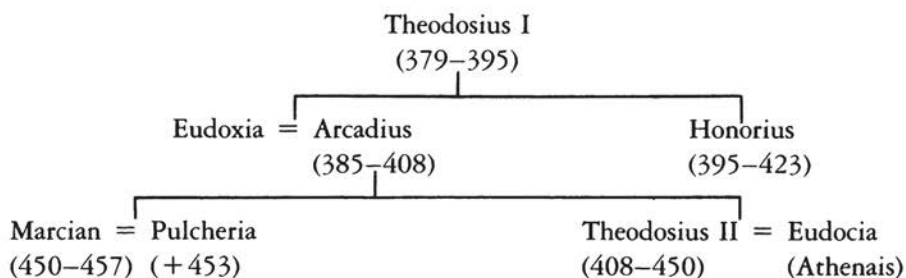 Theodosius I
(379–395)
Eudoxia = Arcadius Honorius
(385–408) (395–423)
Marcian = Pulcheria Theodosius II = Eudocia
(450–457) (+453) (408–450) (Athenais)